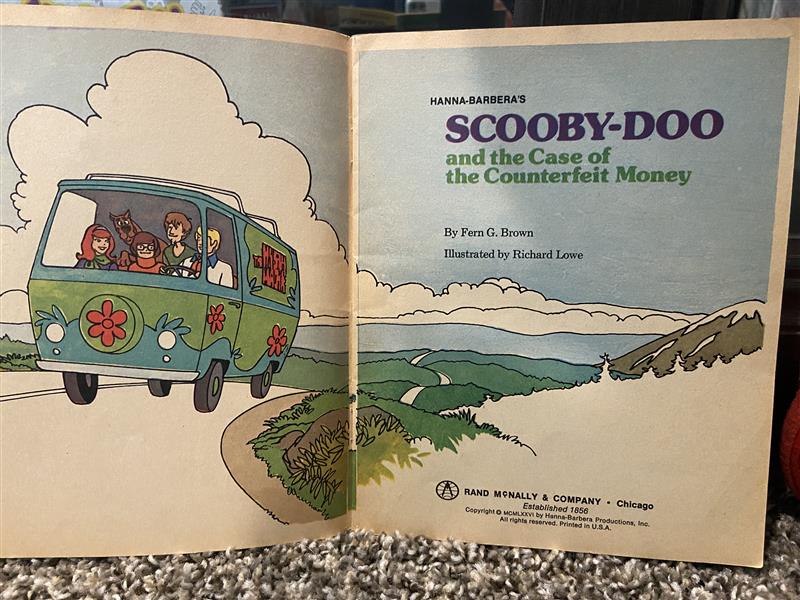 HANNA-BARBERA'S
SCOOBY-DOO
and the Case of
the Counterfeit Money
By Fern G. Brown
Illustrated by Richard Lowe
RAND McNALLY & COMPANY • Chicago
Established 1856
Copyright © MCMLXXVI by Hanna-Barbera Productions, Inc.
All rights reserved. Printed in U.S.A.